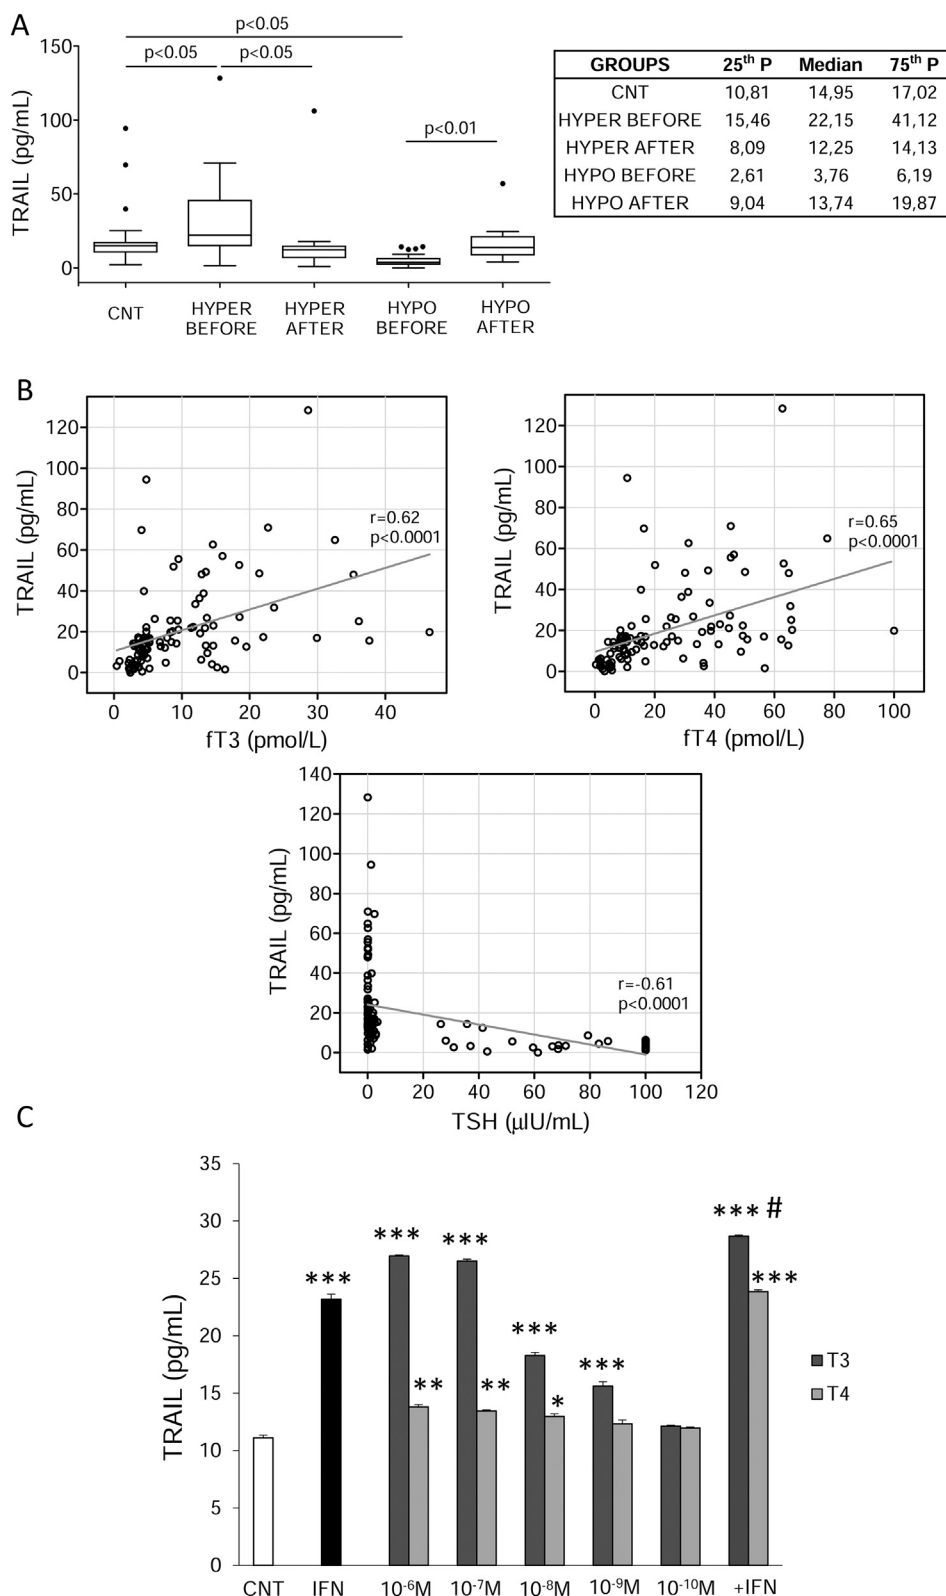 A
p<0.05
p<0.05 p<0.05
p<0.01
TRAIL (pg/mL)
150
100
50
0
CNT
HYPER BEFORE
HYPER AFTER
HYPO BEFORE
HYPO AFTER
GROUPS 25th P Median 75th P
CNT 10,81 14,95 17,02
HYPER BEFORE 15,46 22,15 41,12
HYPER AFTER 8,09 12,25 14,13
HYPO BEFORE 2,61 3,76 6,19
HYPO AFTER 9,04 13,74 19,87
B
TRAIL (pg/mL)
120
100
80
60
40
20
0
r=0.62
p<0.0001
0 10 20 30 40
fT3 (pmol/L)
TRAIL (pg/mL)
120
100
80
60
40
20
0
r=0.65
p<0.0001
0 20 40 60 80 100
fT4 (pmol/L)
TRAIL (pg/mL)
140
120
100
80
60
40
20
0
r=-0.61
p<0.0001
0 20 40 60 80 100 120
TSH (µIU/mL)
C
TRAIL (pg/mL)
35
30
25
20
15
10
5
0
*** *** *** *** *** *** #
** ** * ***
T3
T4
CNT IFN 10-6M 10-7M 10-8M 10-9M 10-10M +IFN